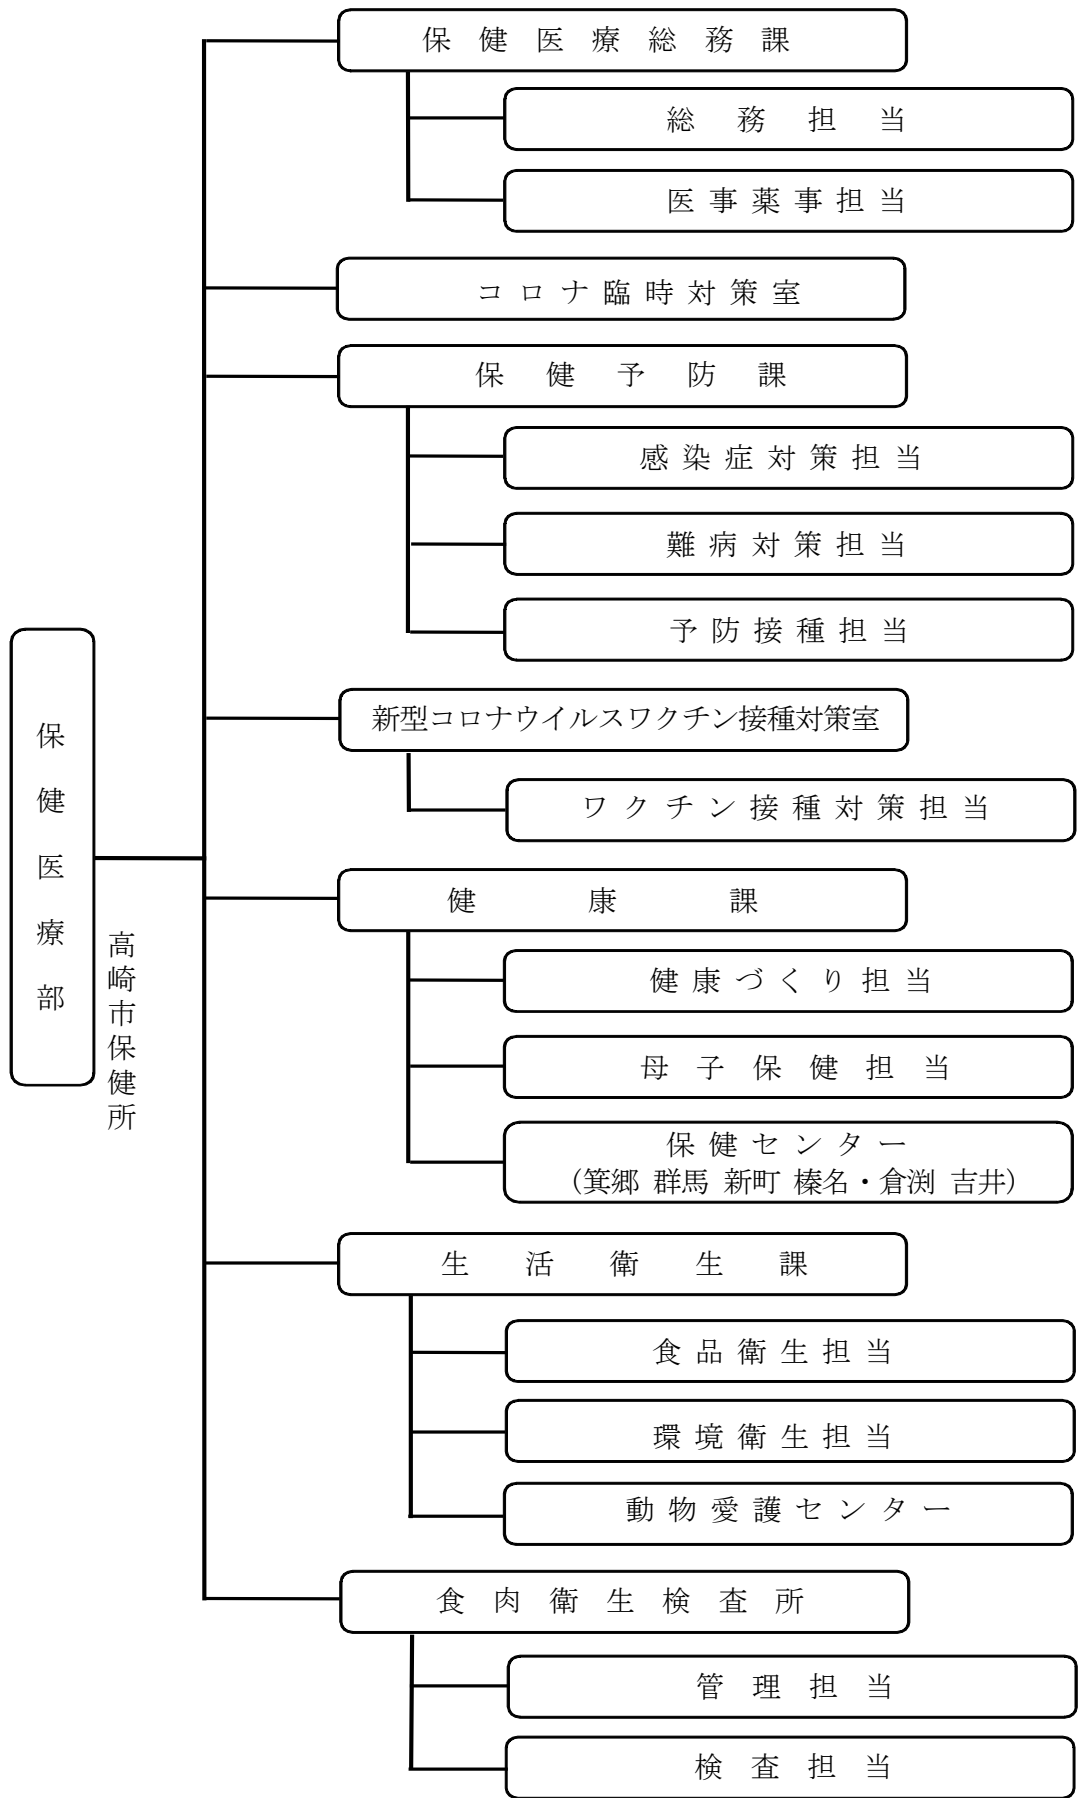 保健医療部
高崎市保健所
保健医療総務課
総務担当
医事薬事担当
コロナ臨時対策室
保健予防課
感染症対策担当
難病対策担当
予防接種担当
新型コロナウイルスワクチン接種対策室
ワクチン接種対策担当
健康課
健康づくり担当
母子保健担当
保健センター
（箕郷 群馬 新町 榛名・倉渕 吉井）
生活衛生課
食品衛生担当
環境衛生担当
動物愛護センター
食肉衛生検査所
管理担当
検査担当